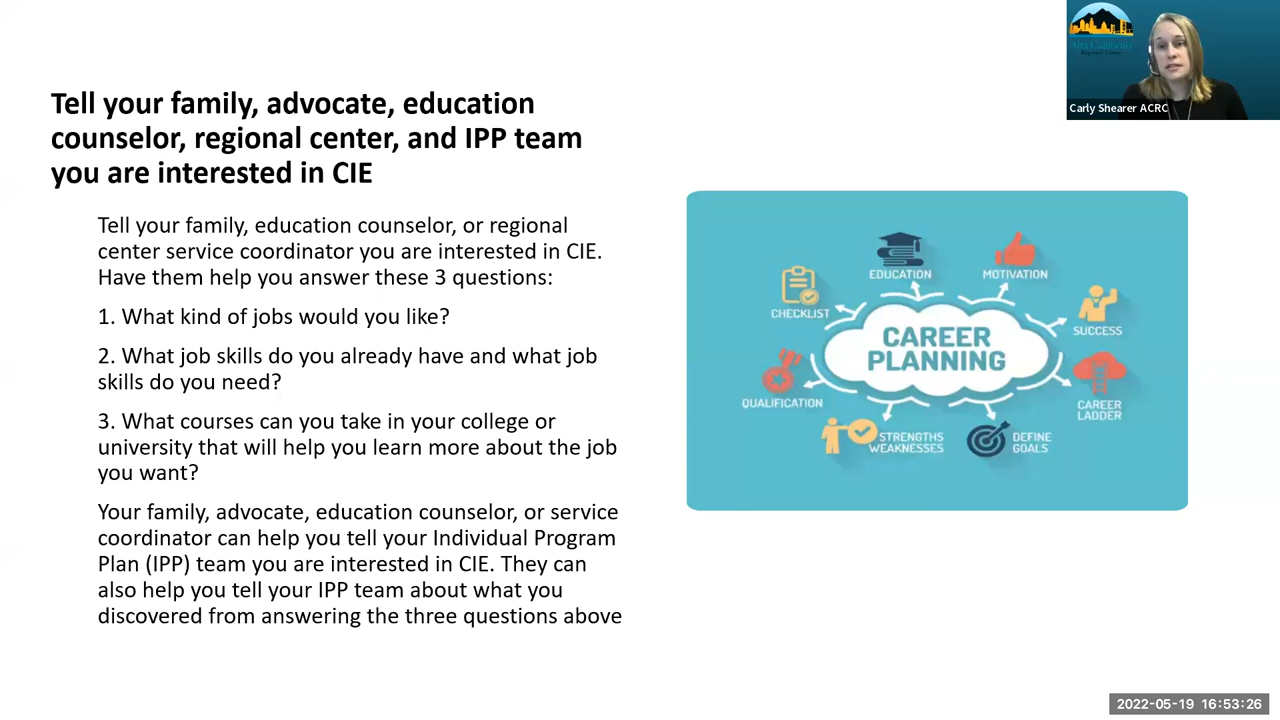 Tell your family, advocate, education
counselor, regional center, and IPP team
you are interested in CIE
Tell your family, education counselor, or regional
center service coordinator you are interested in CIE.
Have them help you answer these 3 questions:
1. What kind of jobs would you like?
2. What job skills do you already have and what job
skills do you need?
3. What courses can you take in your college or
university that will help you learn more about the job
you want?
Your family, advocate, education counselor, or service
coordinator can help you tell your Individual Program
Plan (IPP) team you are interested in CIE. They can
also help you tell your IPP team about what you
discovered from answering the three questions above
EDUCATION
MOTIVATION
CHECKLIST
SUCCESS
CAREER
PLANNING
QUALIFICATION
CAREER
LADDER
STRENGTHS
WEAKNESSES
DEFINE
GOALS
Alta California
Regional Center
Carly Shearer ACRC
2022-05-19 16:53:26